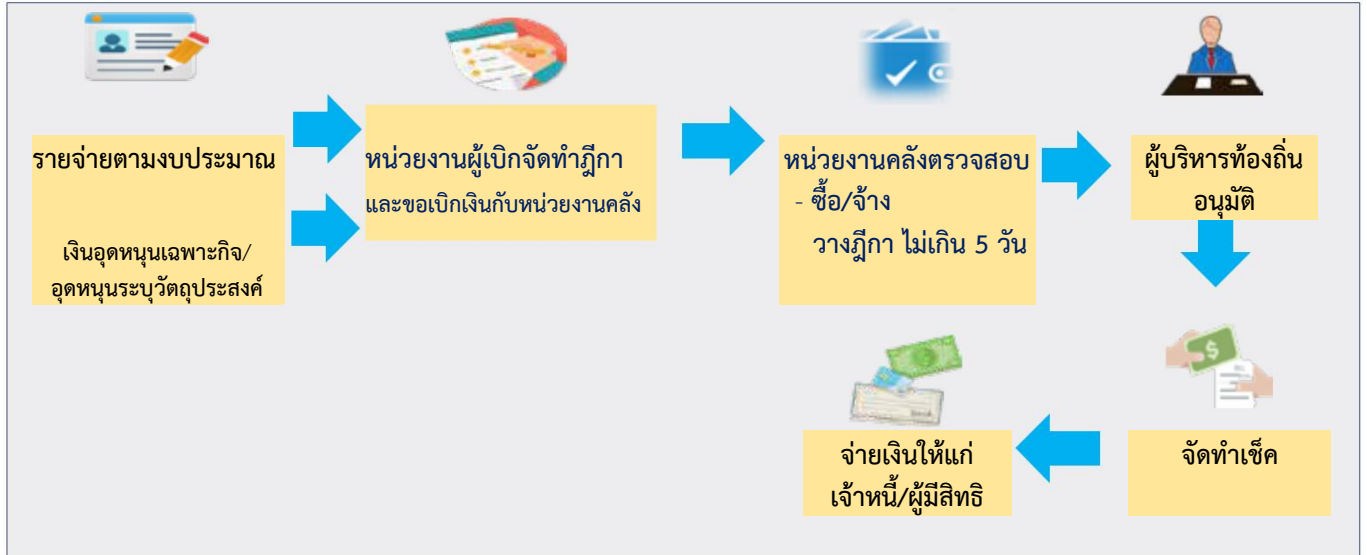 รายจ่ายตามงบประมาณ
เงินอุดหนุนเฉพาะกิจ/
อุดหนุนระบุวัตถุประสงค์
หน่วยงานผู้เบิกจัดทำฎีกา
และขอเบิกเงินกับหน่วยงานคลัง
หน่วยงานคลังตรวจสอบ
- ซื้อ/จ้าง
วางฎีกา ไม่เกิน 5 วัน
ผู้บริหารท้องถิ่น
อนุมัติ
จัดทำเช็ค
จ่ายเงินให้แก่
เจ้าหนี้/ผู้มีสิทธิ